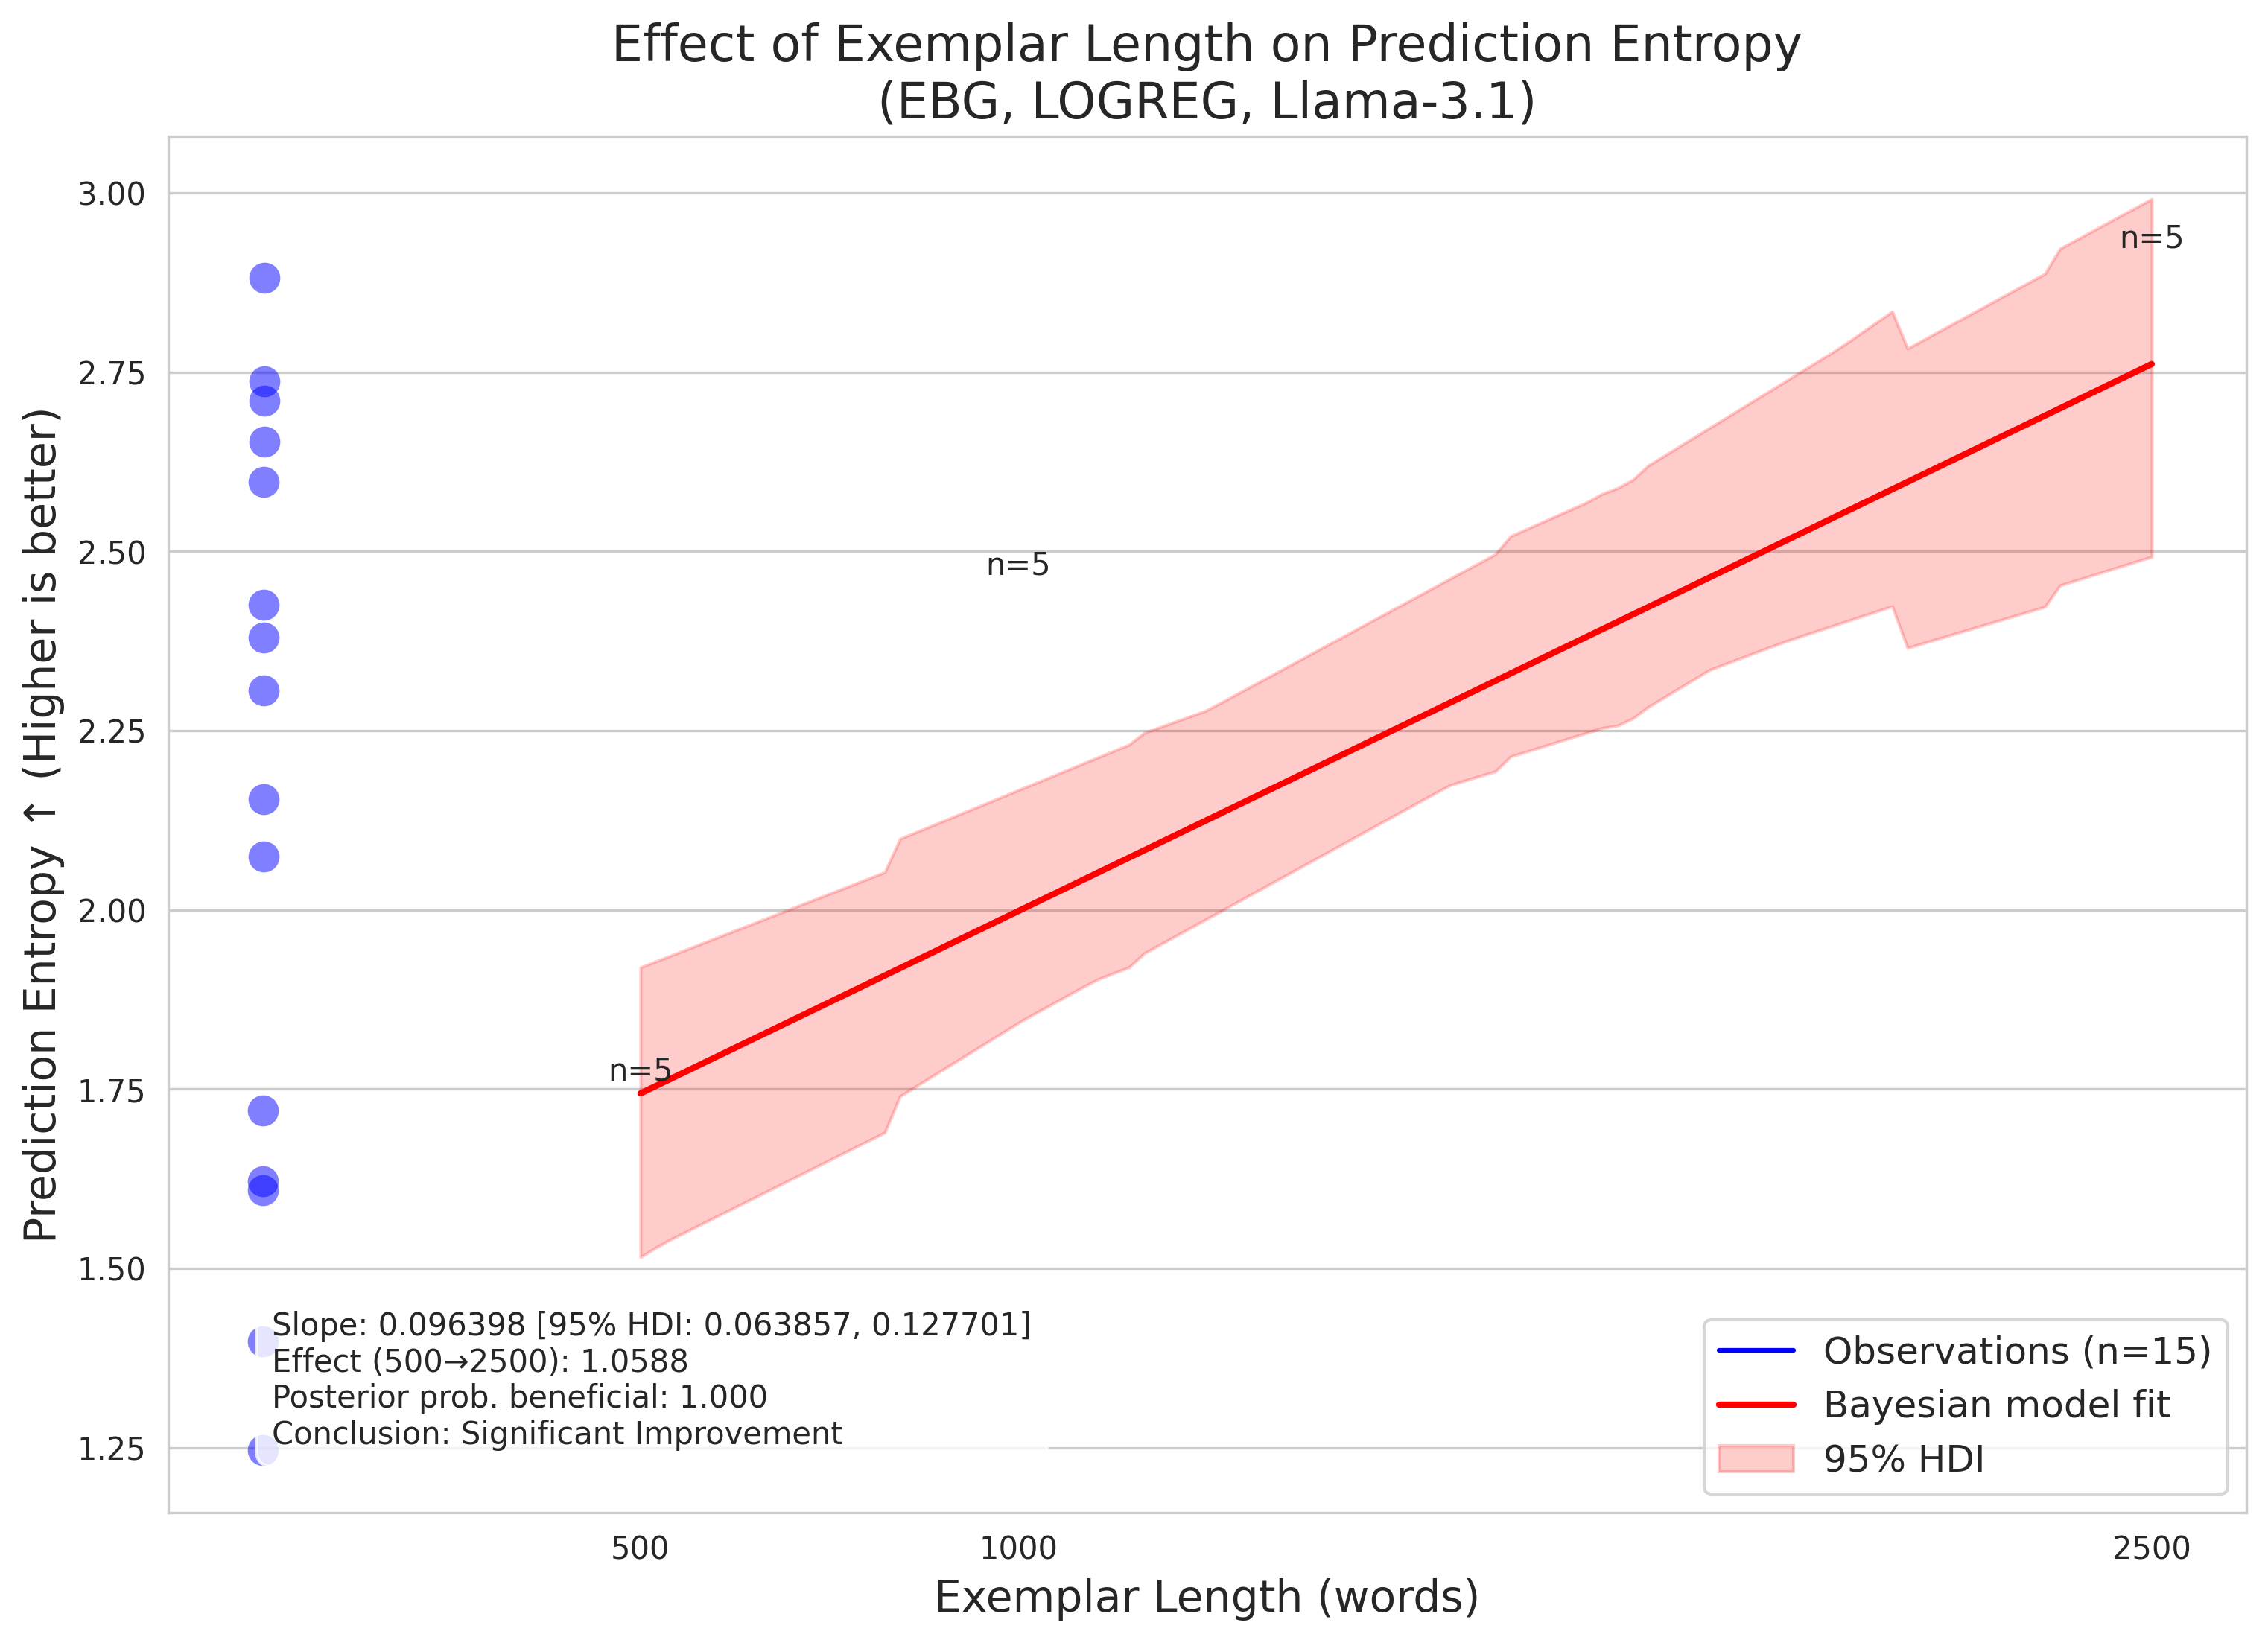 Effect of Exemplar Length on Prediction Entropy
(EBG, LOGREG, Llama-3.1)
Prediction Entropy ↑ (Higher is better)
3.00
2.75
2.50
2.25
2.00
1.75
1.50
1.25
n=5
n=5
n=5
Slope: 0.096398 [95% HDI: 0.063857, 0.127701]
Effect (500→2500): 1.0588
Posterior prob. beneficial: 1.000
Conclusion: Significant Improvement
Observations (n=15)
Bayesian model fit
95% HDI
500
1000
2500
Exemplar Length (words)